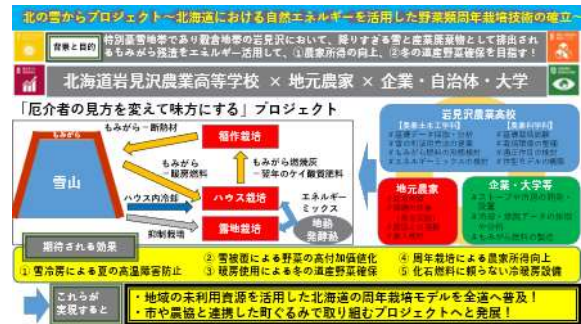 北の雪からプロジェクト～北海道における自然エネルギーを活用した野菜類周年栽培技術の確立～
背景と目的
特別豪雪地帯であり穀倉地帯の岩見沢において、降りすぎる雪と産業廃棄物として排出され
るもみがら残渣をエネルギー活用して、①農家所得の向上、②冬の道産野菜確保を目指す！
北海道岩見沢農業高等学校 × 地元農家 × 企業・自治体・大学
「厄介者の見方を変えて味方にする」プロジェクト
もみがら
雪山
もみがら－断熱材
稲作栽培
もみがら
－暖房燃料
もみがら燃焼灰
－翌年のケイ酸質肥料
ハウス内冷却
ハウス栽培
エネルギー
ミックス
抑制栽培
露地栽培
地熱
発酵熱
岩見沢農業高校
地元農家
企業・大学等
期待される効果
① 雪冷房による夏の高温障害防止
② 雪被覆による野菜の高付加価値化
③ 暖房使用による冬の道産野菜確保
④ 周年栽培による農家所得向上
⑤ 化石燃料に頼らない冷暖房設備
これらが
実現すると
・地域の未利用資源を活用した北海道の周年栽培モデルを全道へ普及！
・市や農協と連携した町ぐるみで取り組むプロジェクトへと発展！